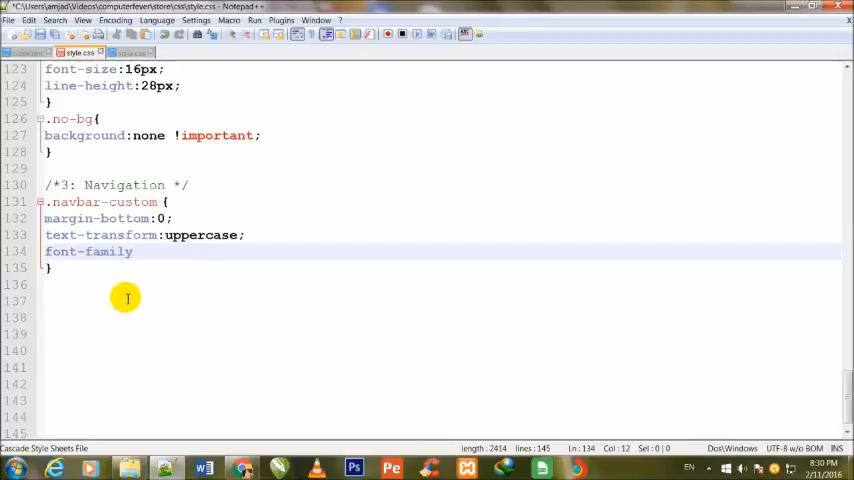 *C:\Users\amjad\Videos\computerfever\store\css\style.css - Notepad++
File Edit Search View Encoding Language Settings Macro Run Plugins Window ?
style.css
123 font-size:16px;
124 line-height:28px;
125 }
126 .no-bg{
127 background:none !important;
128 }
129
130 /*3: Navigation */
131 .navbar-custom {
132 margin-bottom:0;
133 text-transform:uppercase;
134 font-family
135 }
136
137
138
139
140
141
142
143
144
145
Cascade Style Sheets File length : 2414 lines : 145 Ln : 134 Col : 12 Sel : 0 | 0 Dos\Windows UTF-8 w/o BOM INS
W Ps Pe EN 8:30 PM
2/11/2016